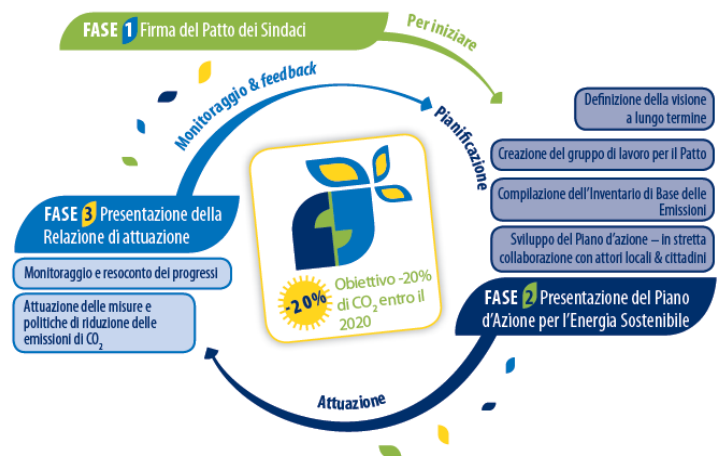 FASE 1 Firma del Patto dei Sindaci
Per iniziare
Monitoraggio & feedback
Pianificazione
Definizione della visione
a lungo termine
Creazione del gruppo di lavoro per il Patto
Compilazione dell'Inventario di Base delle
Emissioni
Sviluppo del Piano d'azione – in stretta
collaborazione con attori locali & cittadini
FASE 2 Presentazione del Piano
d'Azione per l'Energia Sostenibile
Attuazione
FASE 3 Presentazione della
Relazione di attuazione
Monitoraggio e resoconto dei progressi
Attuazione delle misure e
politiche di riduzione delle
emissioni di CO2
-20%
Obiettivo -20%
di CO2 entro il
2020